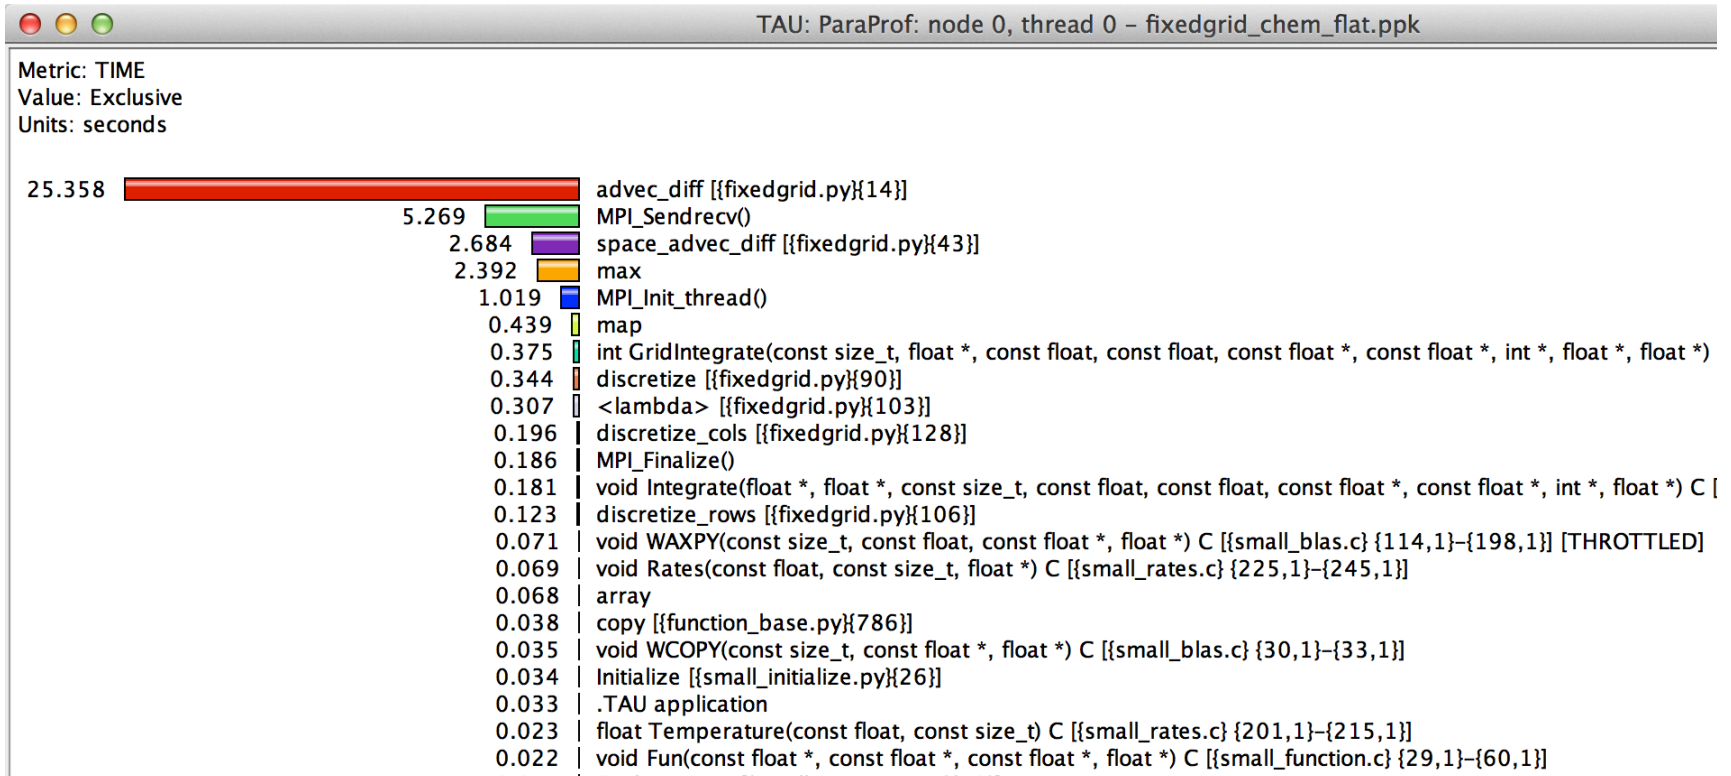 TAU: ParaProf: node 0, thread 0 – fixedgrid_chem_flat.ppk
Metric: TIME
Value: Exclusive
Units: seconds
25.358 advec_diff [{fixedgrid.py}{14}]
5.269 MPI_Sendrecv()
2.684 space_advec_diff [{fixedgrid.py}{43}]
2.392 max
1.019 MPI_Init_thread()
0.439 map
0.375 int GridIntegrate(const size_t, float *, const float, const float, const float *, const float *, int *, float *, float *)
0.344 discretize [{fixedgrid.py}{90}]
0.307 <lambda> [{fixedgrid.py}{103}]
0.196 discretize_cols [{fixedgrid.py}{128}]
0.186 MPI_Finalize()
0.181 void Integrate(float *, float *, const size_t, const float, const float, const float *, const float *, int *, float *) C [
0.123 discretize_rows [{fixedgrid.py}{106}]
0.071 void WAXPY(const size_t, const float, const float *, float *) C [{small_blas.c} {114,1}–{198,1}] [THROTTLED]
0.069 void Rates(const float, const size_t, float *) C [{small_rates.c} {225,1}–{245,1}]
0.068 array
0.038 copy [{function_base.py}{786}]
0.035 void WCOPY(const size_t, const float *, float *) C [{small_blas.c} {30,1}–{33,1}]
0.034 Initialize [{small_initialize.py}{26}]
0.033 .TAU application
0.023 float Temperature(const float, const size_t) C [{small_rates.c} {201,1}–{215,1}]
0.022 void Fun(const float *, const float *, const float *, float *) C [{small_function.c} {29,1}–{60,1}]